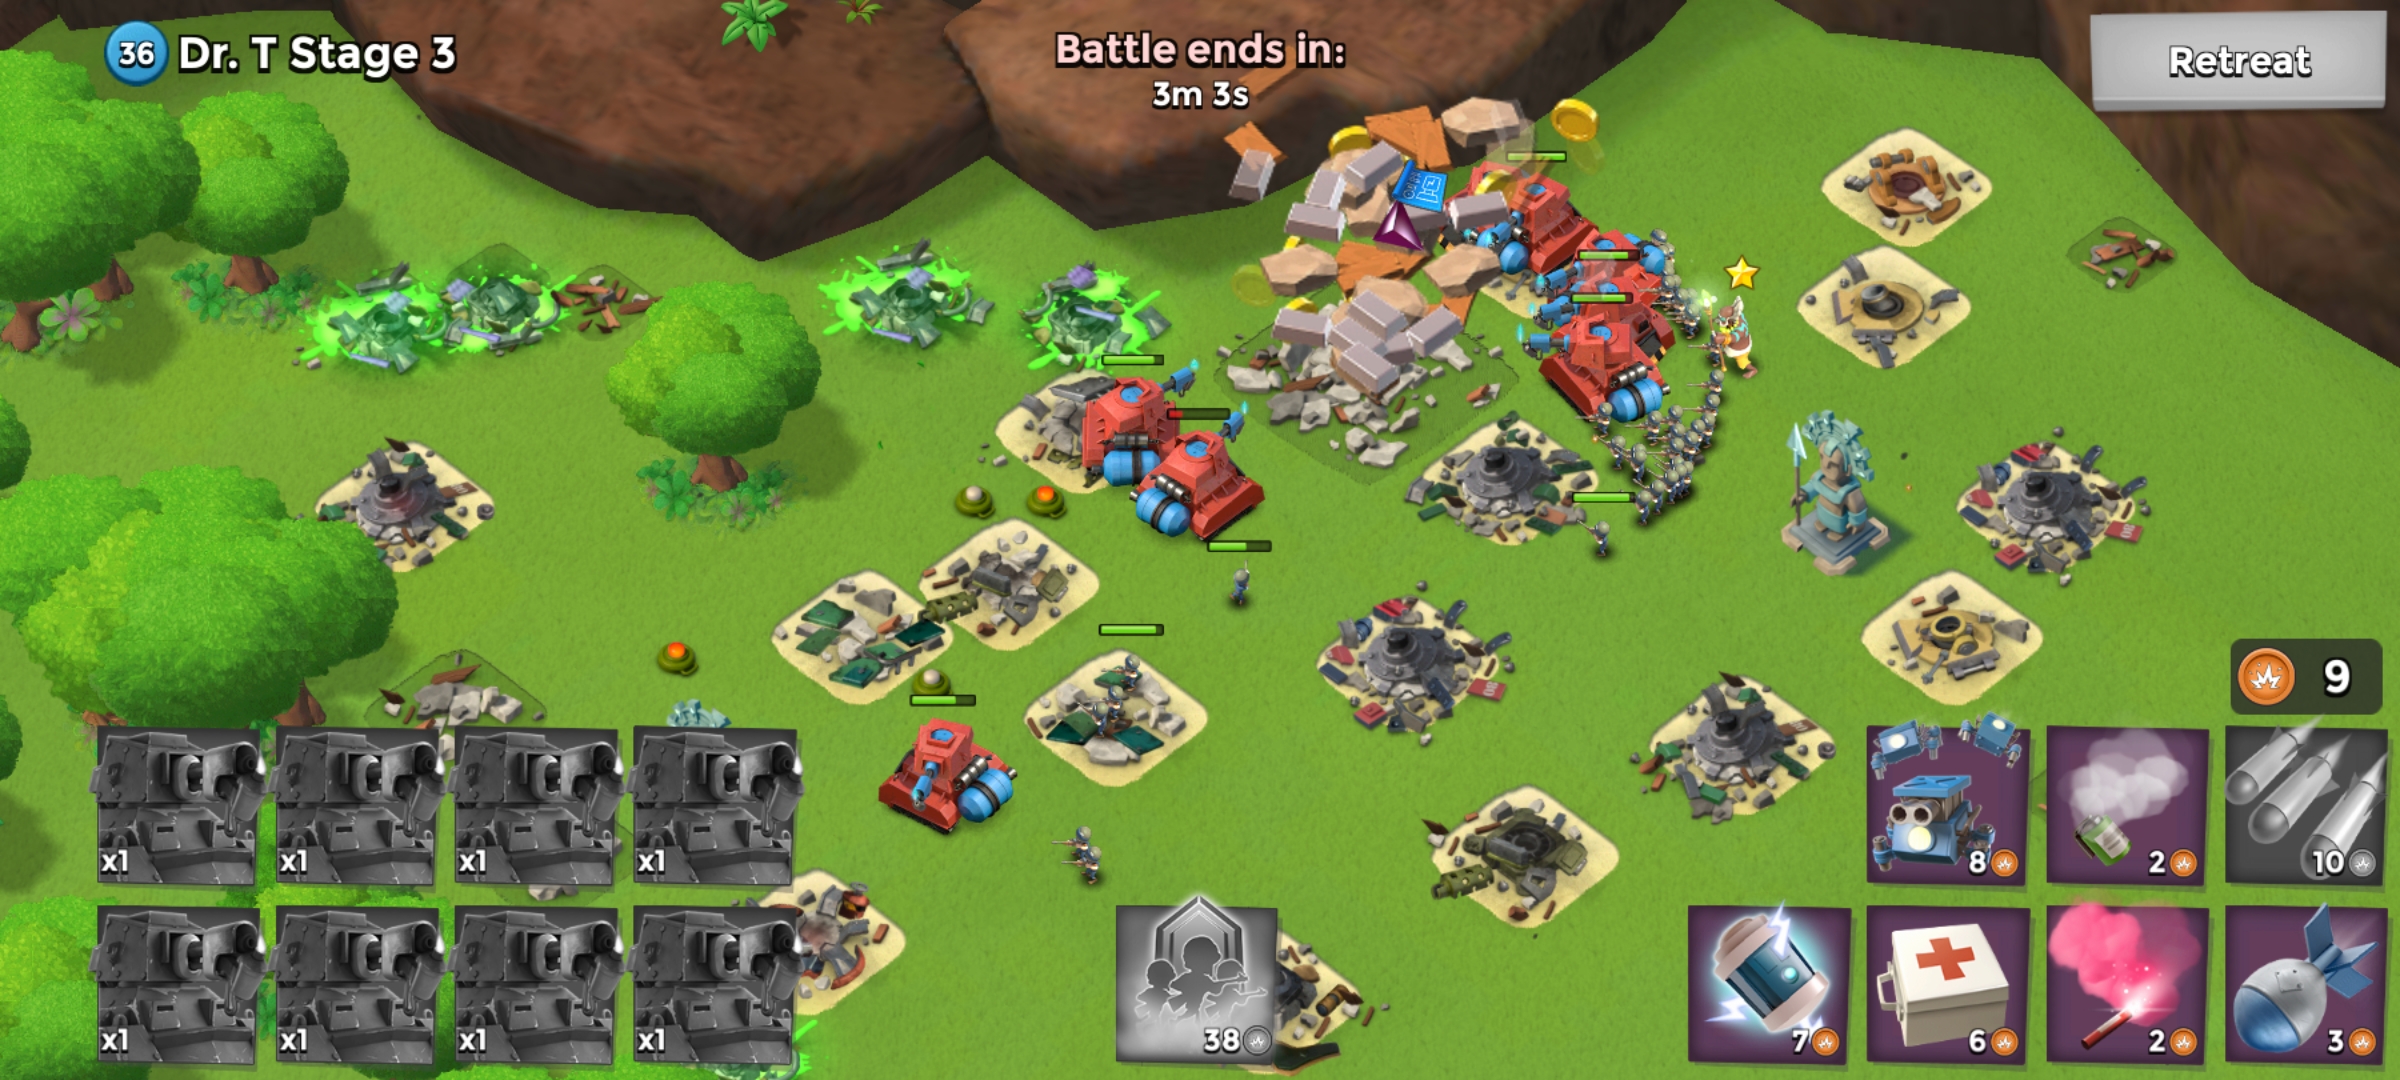 36 Dr. T Stage 3
Battle ends in:
3m 3s
Retreat
9
x1 x1 x1 x1
8 2 10
x1 x1 x1 x1
38
7 6 2 3